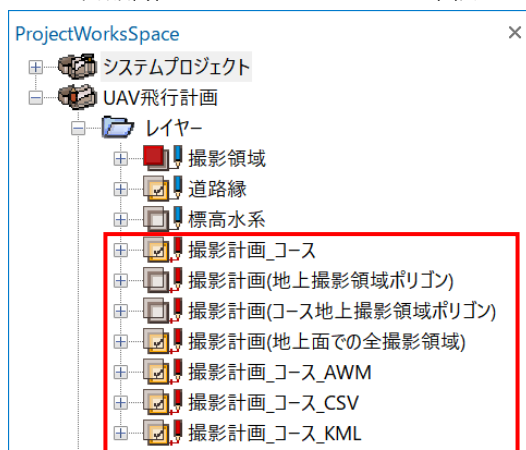 ProjectWorksSpace
システムプロジェクト
UAV飛行計画
レイヤー
撮影領域
道路縁
標高水系
撮影計画_コース
撮影計画(地上撮影領域ポリゴン)
撮影計画(コース地上撮影領域ポリゴン)
撮影計画(地上面での全撮影領域)
撮影計画_コース_AWM
撮影計画_コース_CSV
撮影計画_コース_KML